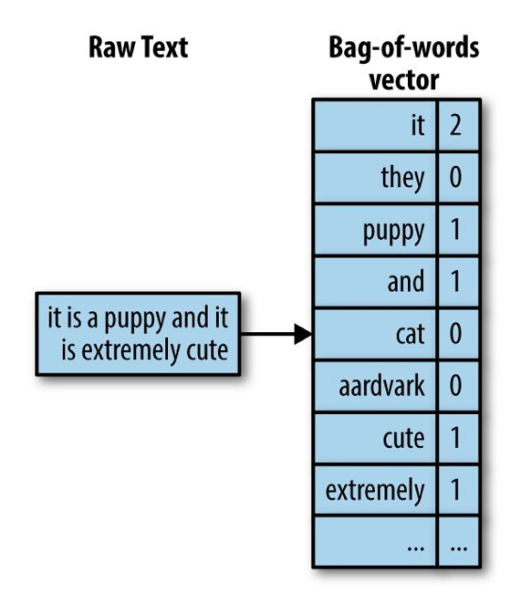 Raw Text
Bag-of-words
vector
it is a puppy and it
is extremely cute
it 2
they 0
puppy 1
and 1
cat 0
aardvark 0
cute 1
extremely 1
... ...